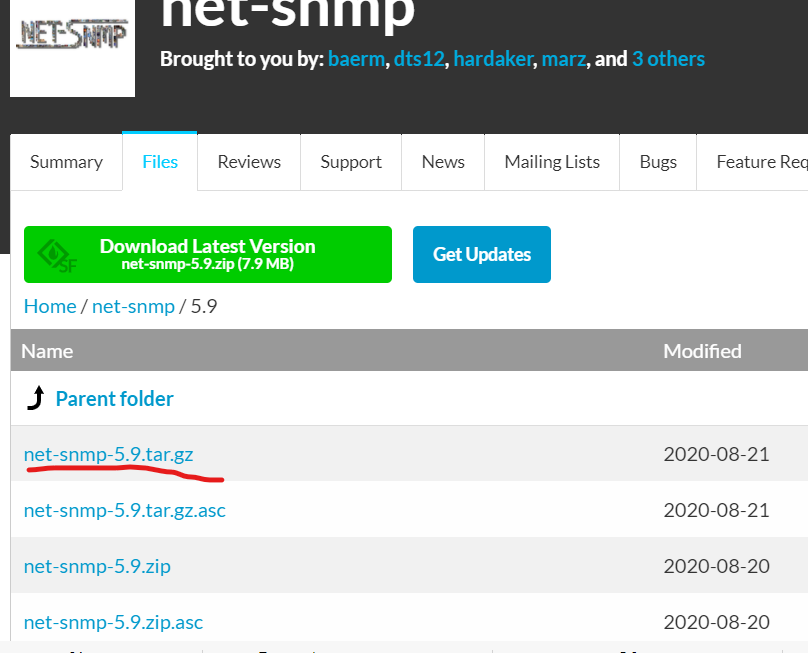 NET-SNMP
net-snmp
Brought to you by: baerm, dts12, hardaker, marz, and 3 others
Summary Files Reviews Support News Mailing Lists Bugs Feature Req
Download Latest Version
SF net-snmp-5.9.zip (7.9 MB)
Get Updates
Home / net-snmp / 5.9
Name Modified
Parent folder
net-snmp-5.9.tar.gz 2020-08-21
net-snmp-5.9.tar.gz.asc 2020-08-21
net-snmp-5.9.zip 2020-08-20
net-snmp-5.9.zip.asc 2020-08-20